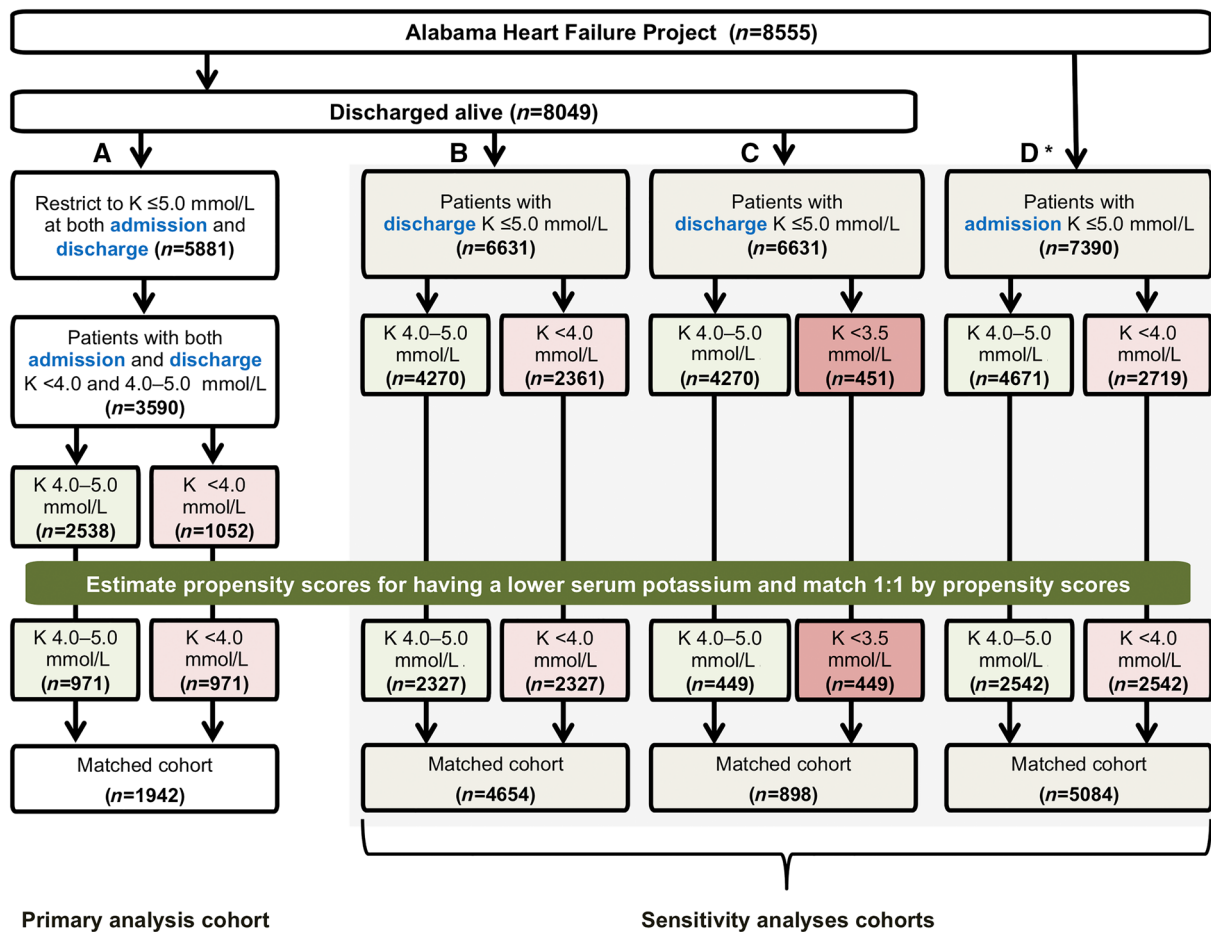 Alabama Heart Failure Project (n=8555)
Discharged alive (n=8049)
A
B
C
D *
Restrict to K ≤5.0 mmol/L
at both admission and
discharge (n=5881)
Patients with
discharge K ≤5.0 mmol/L
(n=6631)
Patients with
discharge K ≤5.0 mmol/L
(n=6631)
Patients with
admission K ≤5.0 mmol/L
(n=7390)
Patients with both
admission and discharge
K <4.0 and 4.0–5.0 mmol/L
(n=3590)
K 4.0–5.0
mmol/L
(n=4270)
K <4.0
mmol/L
(n=2361)
K 4.0–5.0
mmol/L
(n=4270)
K <3.5
mmol/L
(n=451)
K 4.0–5.0
mmol/L
(n=4671)
K <4.0
mmol/L
(n=2719)
K 4.0–5.0
mmol/L
(n=2538)
K <4.0
mmol/L
(n=1052)
Estimate propensity scores for having a lower serum potassium and match 1:1 by propensity scores
K 4.0–5.0
mmol/L
(n=971)
K <4.0
mmol/L
(n=971)
K 4.0–5.0
mmol/L.
(n=2327)
K <4.0
mmol/L
(n=2327)
K 4.0–5.0
mmol/L.
(n=449)
K <3.5
mmol/L
(n=449)
K 4.0–5.0
mmol/L.
(n=2542)
K <4.0
mmol/L
(n=2542)
Matched cohort
(n=1942)
Matched cohort
(n=4654)
Matched cohort
(n=898)
Matched cohort
(n=5084)
Primary analysis cohort
Sensitivity analyses cohorts